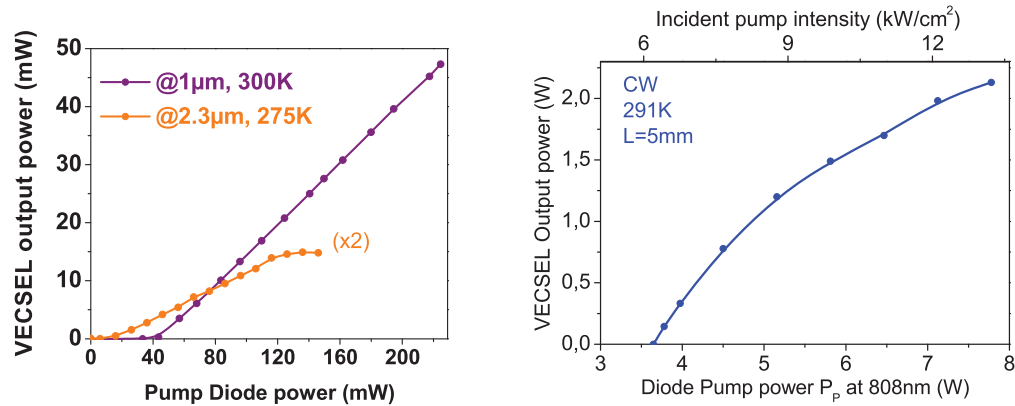 VECSEL output power (mW)
50
40
30
20
10
0
@1µm, 300K
@2.3µm, 275K
(x2)
0 40 80 120 160 200
Pump Diode power (mW)
Incident pump intensity (kW/cm²)
6 9 12
VECSEL Output power (W)
2,0
1,5
1,0
0,5
0,0
CW
291K
L=5mm
3 4 5 6 7 8
Diode Pump power P_P at 808nm (W)